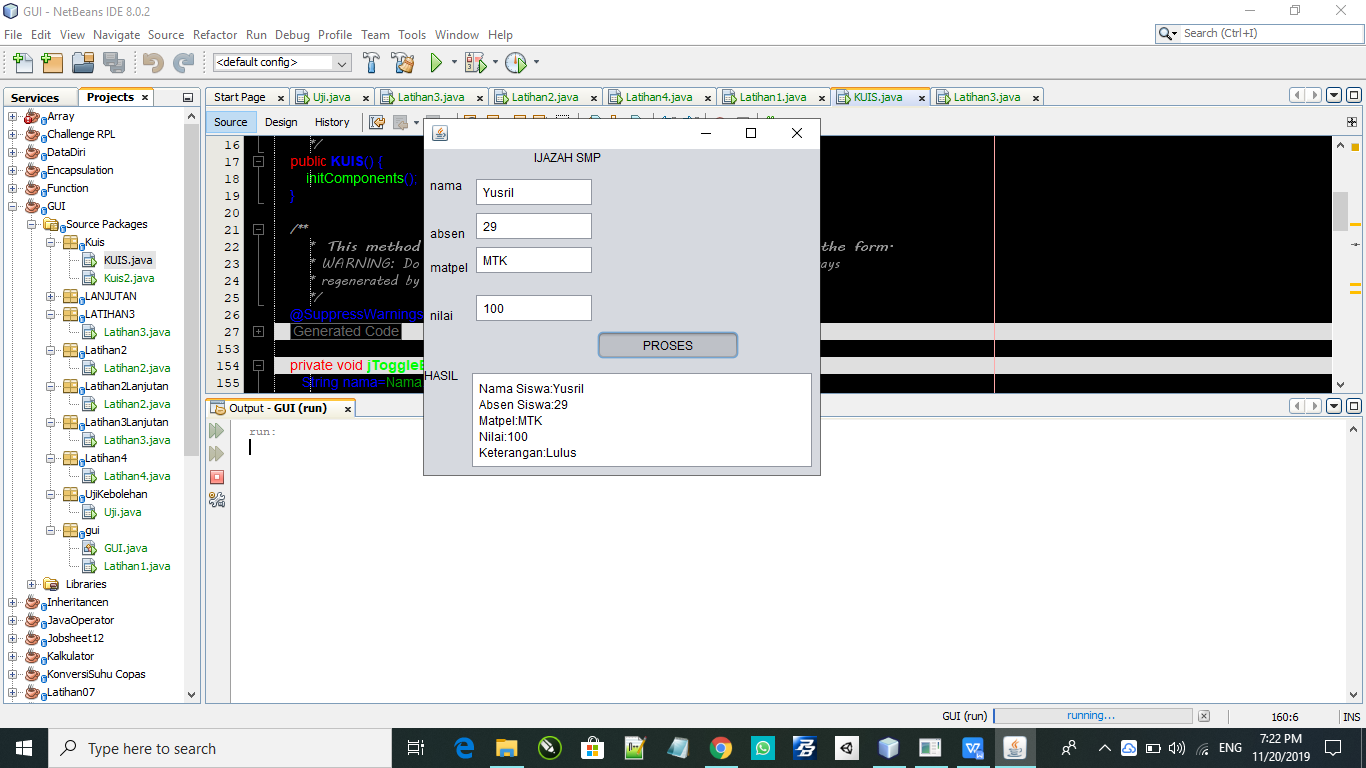 GUI - NetBeans IDE 8.0.2
File Edit View Navigate Source Refactor Run Debug Profile Team Tools Window Help
Search (Ctrl+I)
<default config>
Services
Projects
Array
Challenge RPL
DataDiri
Encapsulation
Function
GUI
Source Packages
Kuis
KUIS.java
Kuis2.java
LANJUTAN
LATIHAN3
Latihan3.java
Latihan2
Latihan2.java
Latihan2Lanjutan
Latihan2.java
Latihan3Lanjutan
Latihan3.java
Latihan4
Latihan4.java
UjiKebolehan
Uji.java
gui
GUI.java
Latihan1.java
Libraries
Inheritancen
JavaOperator
Jobsheet12
Kalkulator
KonversiSuhu Copas
Latihan07
Start Page Uji.java Latihan3.java Latihan2.java Latihan4.java Latihan1.java KUIS.java Latihan3.java
Source Design History
16 */
17 public KUIS() {
18 initComponents();
19 }
20
21 /**
22 * This method the form.
23 * WARNING: Do ays
24 * regenerated by
25 */
26 @SuppressWarnings
27 Generated Code
153
154 private void jToggleB
155 String nama=Nama
IJAZAH SMP
nama Yusril
absen 29
matpel MTK
nilai 100
PROSES
HASIL
Nama Siswa:Yusril
Absen Siswa:29
Matpel:MTK
Nilai:100
Keterangan:Lulus
Output - GUI (run)
run:
GUI (run) running... 160:6 INS
Type here to search
ENG
7:22 PM
11/20/2019